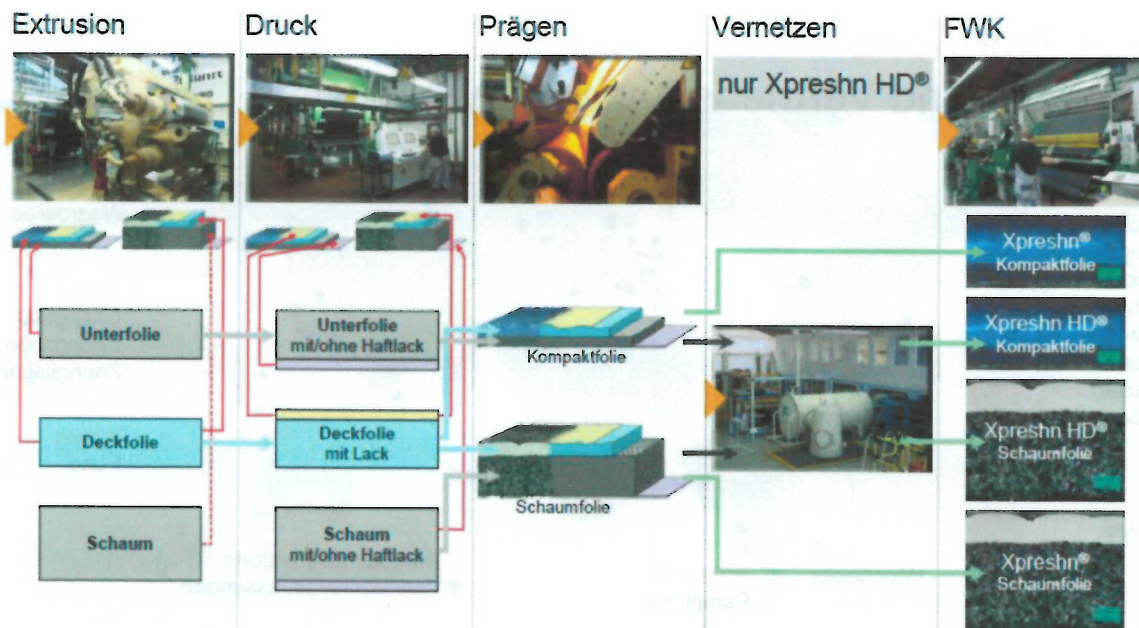 Extrusion
Druck
Prägen
Vernetzen
FWK
nur Xpreshn HD®
Xpreshn®
Kompaktfolie
Unterfolie
Unterfolie
mit/ohne Haftlack
Kompaktfolie
Xpreshn HD®
Kompaktfolie
Deckfolie
Deckfolie
mit Lack
Xpreshn HD®
Schaumfolie
Schaumfolie
Schaum
Schaum
mit/ohne Haftlack
Xpreshn®
Schaumfolie